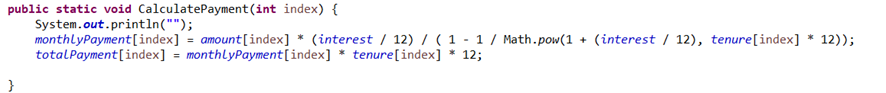 public static void CalculatePayment(int index) {
System.out.println("");
monthlyPayment[index] = amount[index] * (interest / 12) / ( 1 - 1 / Math.pow(1 + (interest / 12), tenure[index] * 12));
totalPayment[index] = monthlyPayment[index] * tenure[index] * 12;
}